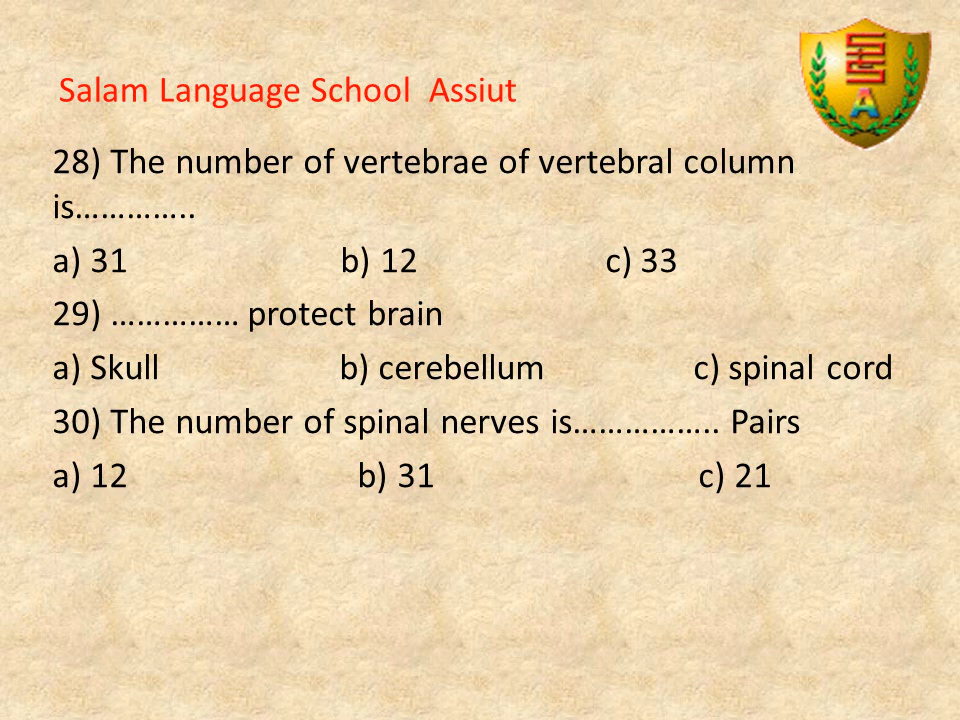 Salam Language School Assiut
28) The number of vertebrae of vertebral column
is…………..
a) 31 b) 12 c) 33
29) …………… protect brain
a) Skull b) cerebellum c) spinal cord
30) The number of spinal nerves is…………….. Pairs
a) 12 b) 31 c) 21